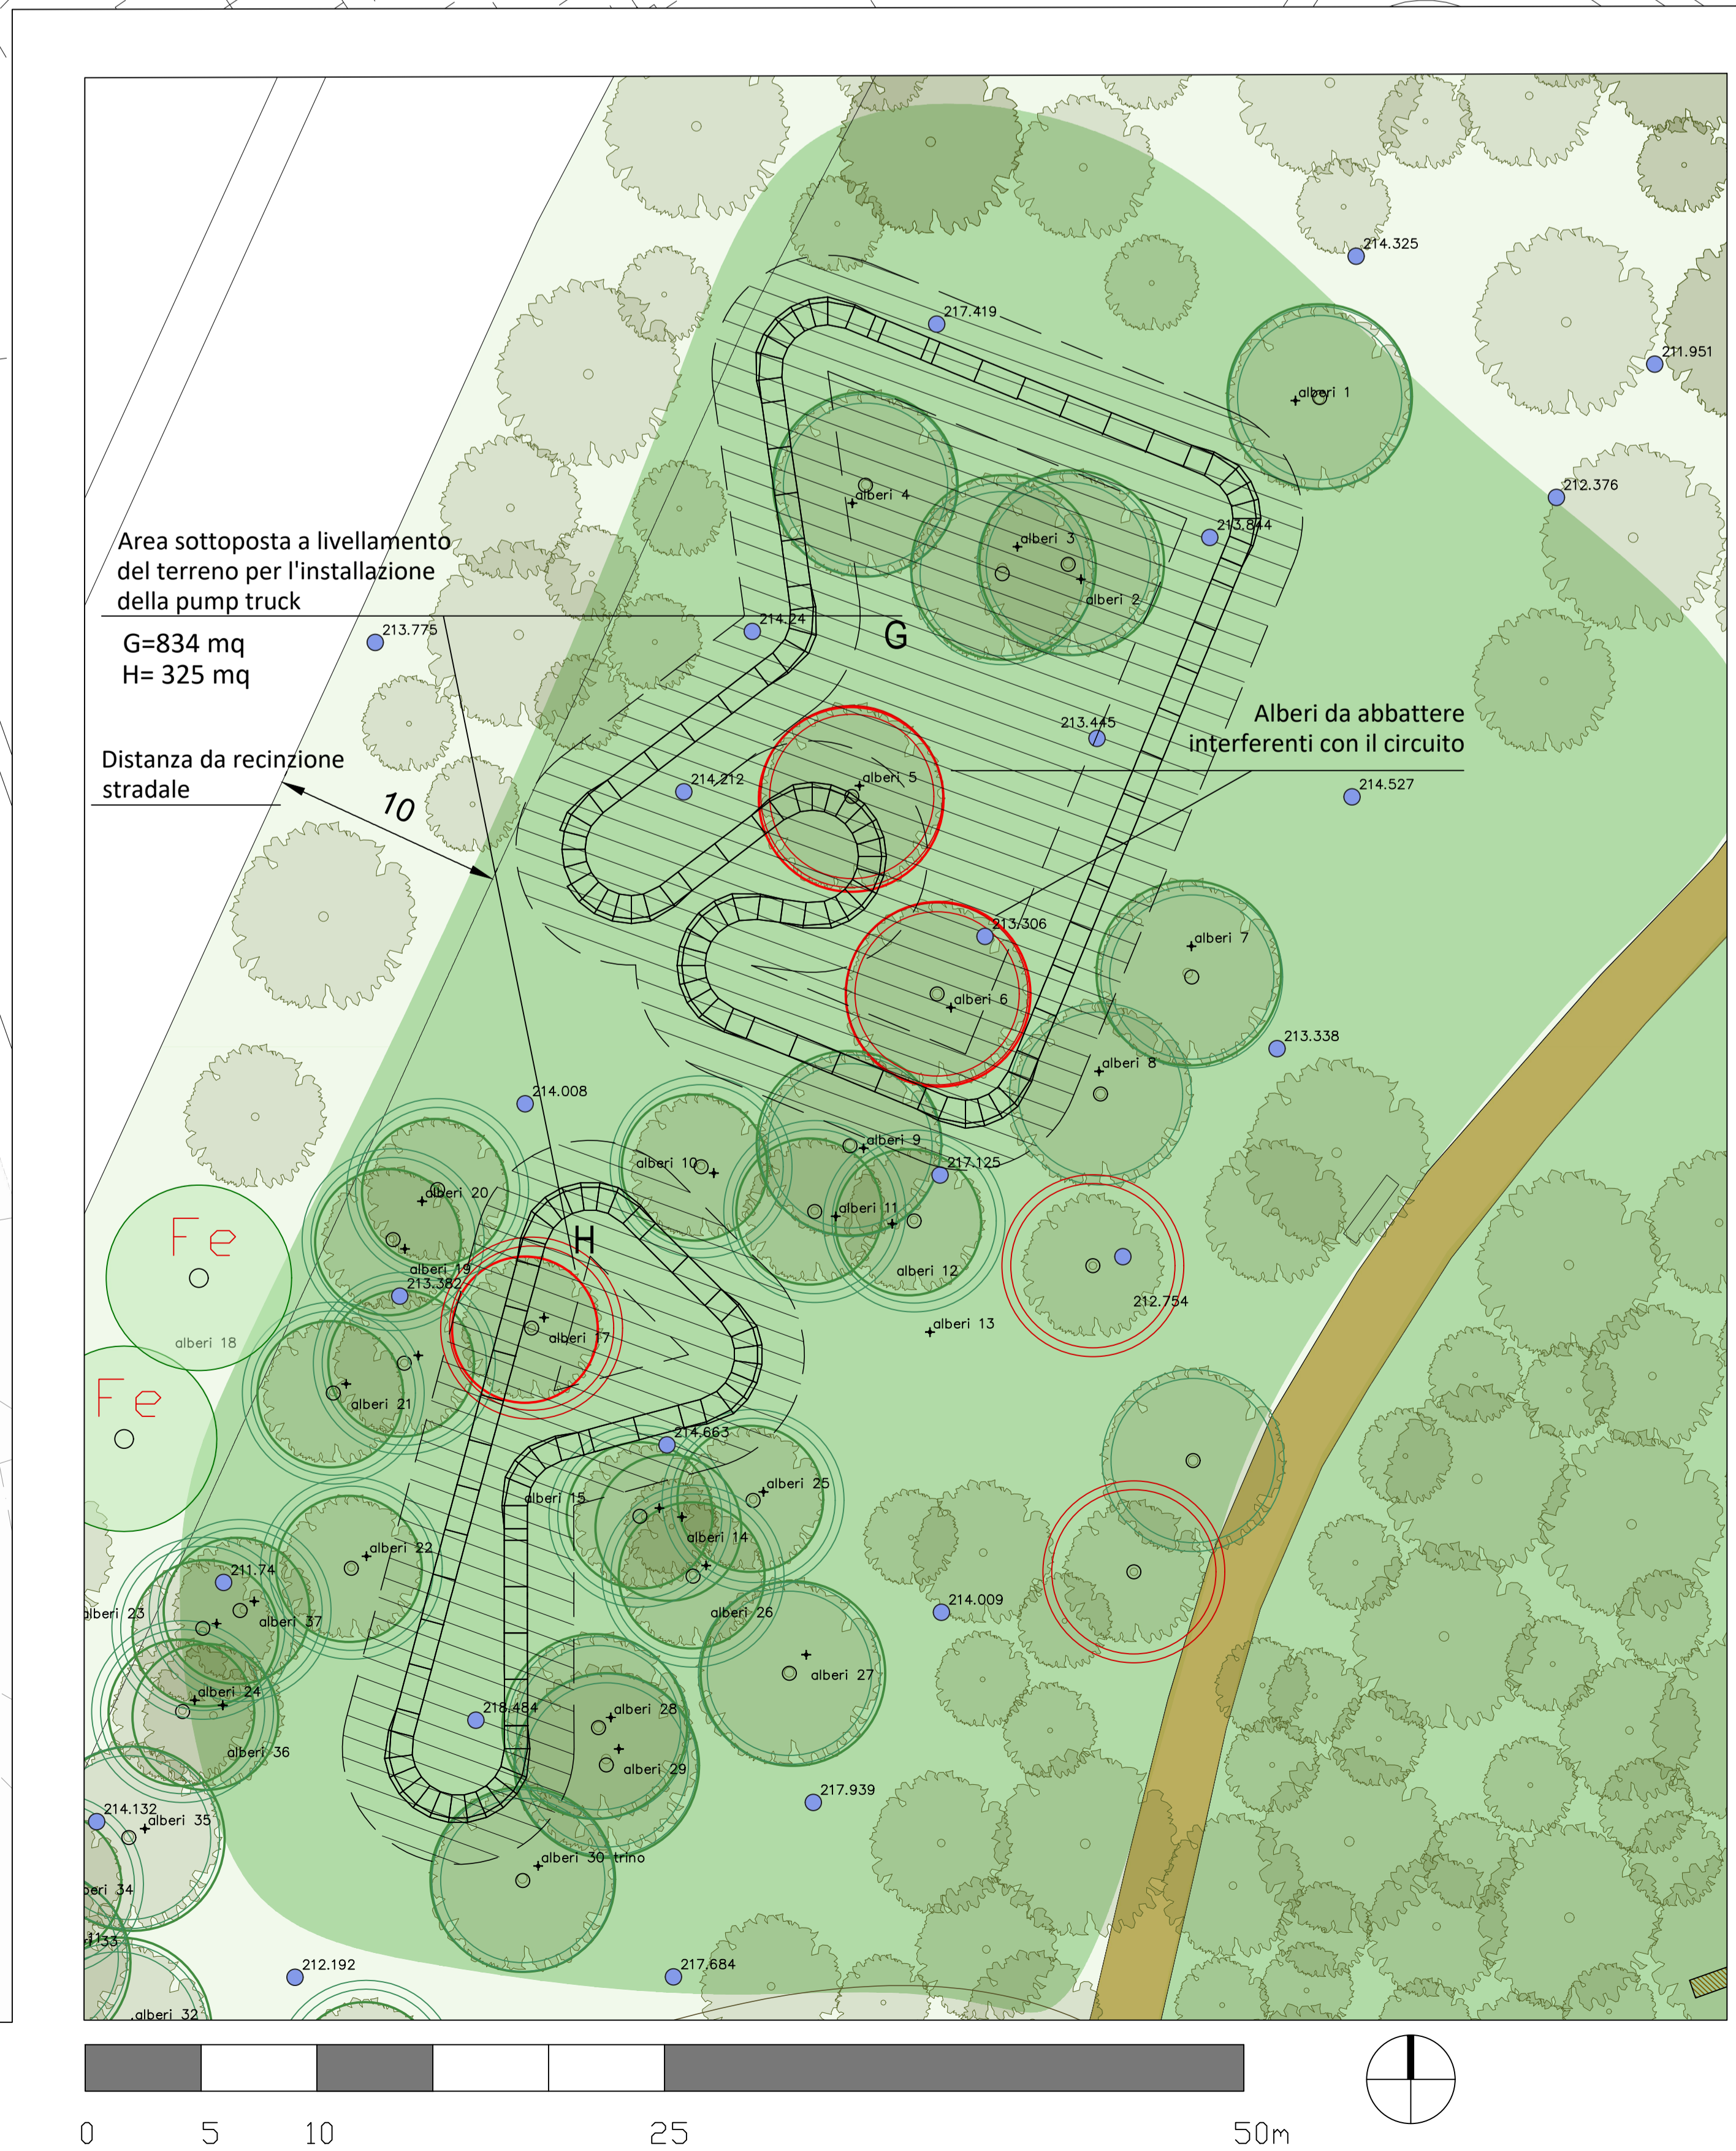 214.325
217.419
211.951
alberi 1
212.376
alberi 4
213.844
Area sottoposta a livellamento
del terreno per l'installazione
della pump truck
alberi 3
alberi 2
G=834 mq
H= 325 mq
213.775
214.24
G
Alberi da abbattere
interferenti con il circuito
213.445
Distanza da recinzione
stradale
10
214.212
alberi 5
214.527
213.306
alberi 7
alberi 6
213.338
alberi 8
214.008
alberi 9
alberi 10
217.125
alberi 20
alberi 11
Fe
H
alberi 19
alberi 12
213.382
212.754
alberi 18
alberi 17
alberi 13
Fe
alberi 21
214.663
alberi 25
alberi 15
alberi 14
alberi 22
211.74
alberi 23
alberi 37
alberi 26
214.009
alberi 27
alberi 24
218.484
alberi 28
alberi 36
alberi 29
214.132
alberi 35
217.939
alberi 30 trino
beri 34
33
212.192
217.684
alberi 32
0 5 10 25 50m